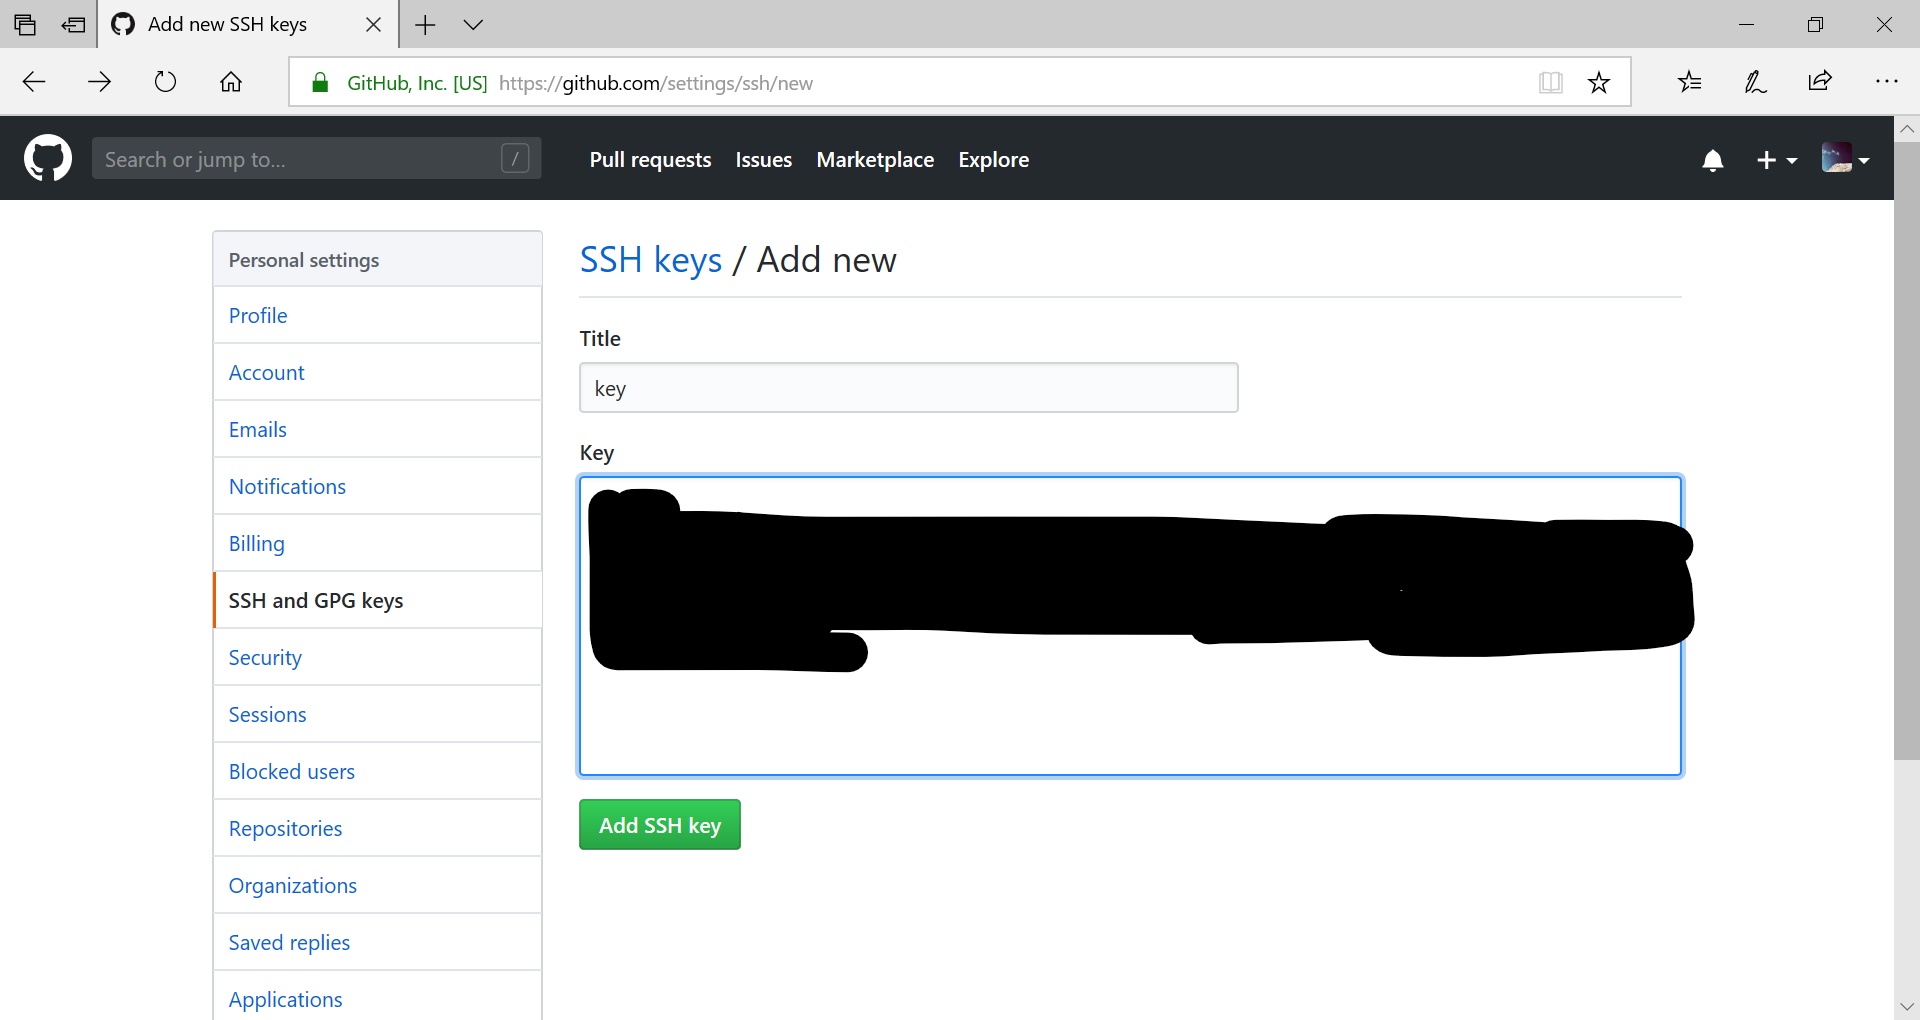 Add new SSH keys
GitHub, Inc. [US] https://github.com/settings/ssh/new
Search or jump to... /
Pull requests Issues Marketplace Explore
Personal settings
Profile
Account
Emails
Notifications
Billing
SSH and GPG keys
Security
Sessions
Blocked users
Repositories
Organizations
Saved replies
Applications
SSH keys / Add new
Title
key
Key
Add SSH key